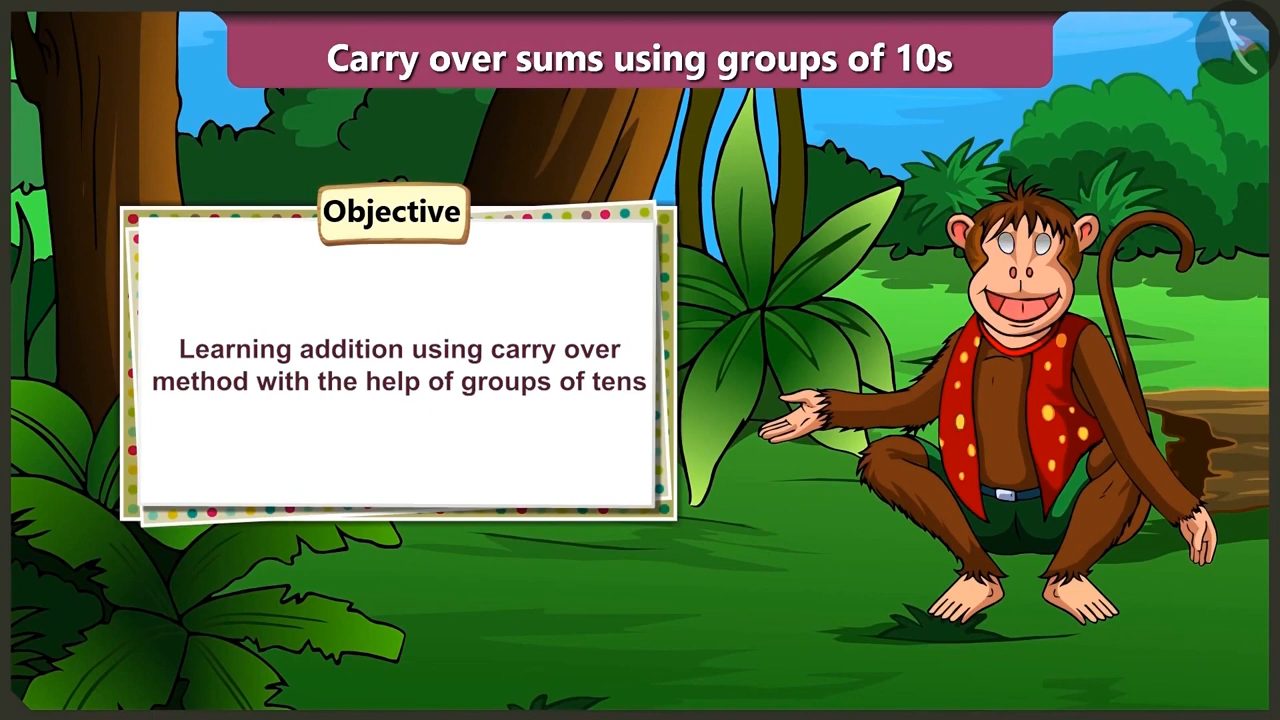 Carry over sums using groups of 10s
Objective
Learning addition using carry over
method with the help of groups of tens